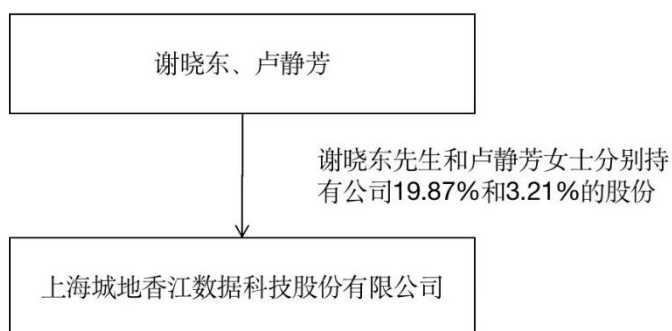 谢晓东、卢静芳
谢晓东先生和卢静芳女士分别持
有公司19.87%和3.21%的股份
上海城地香江数据科技股份有限公司